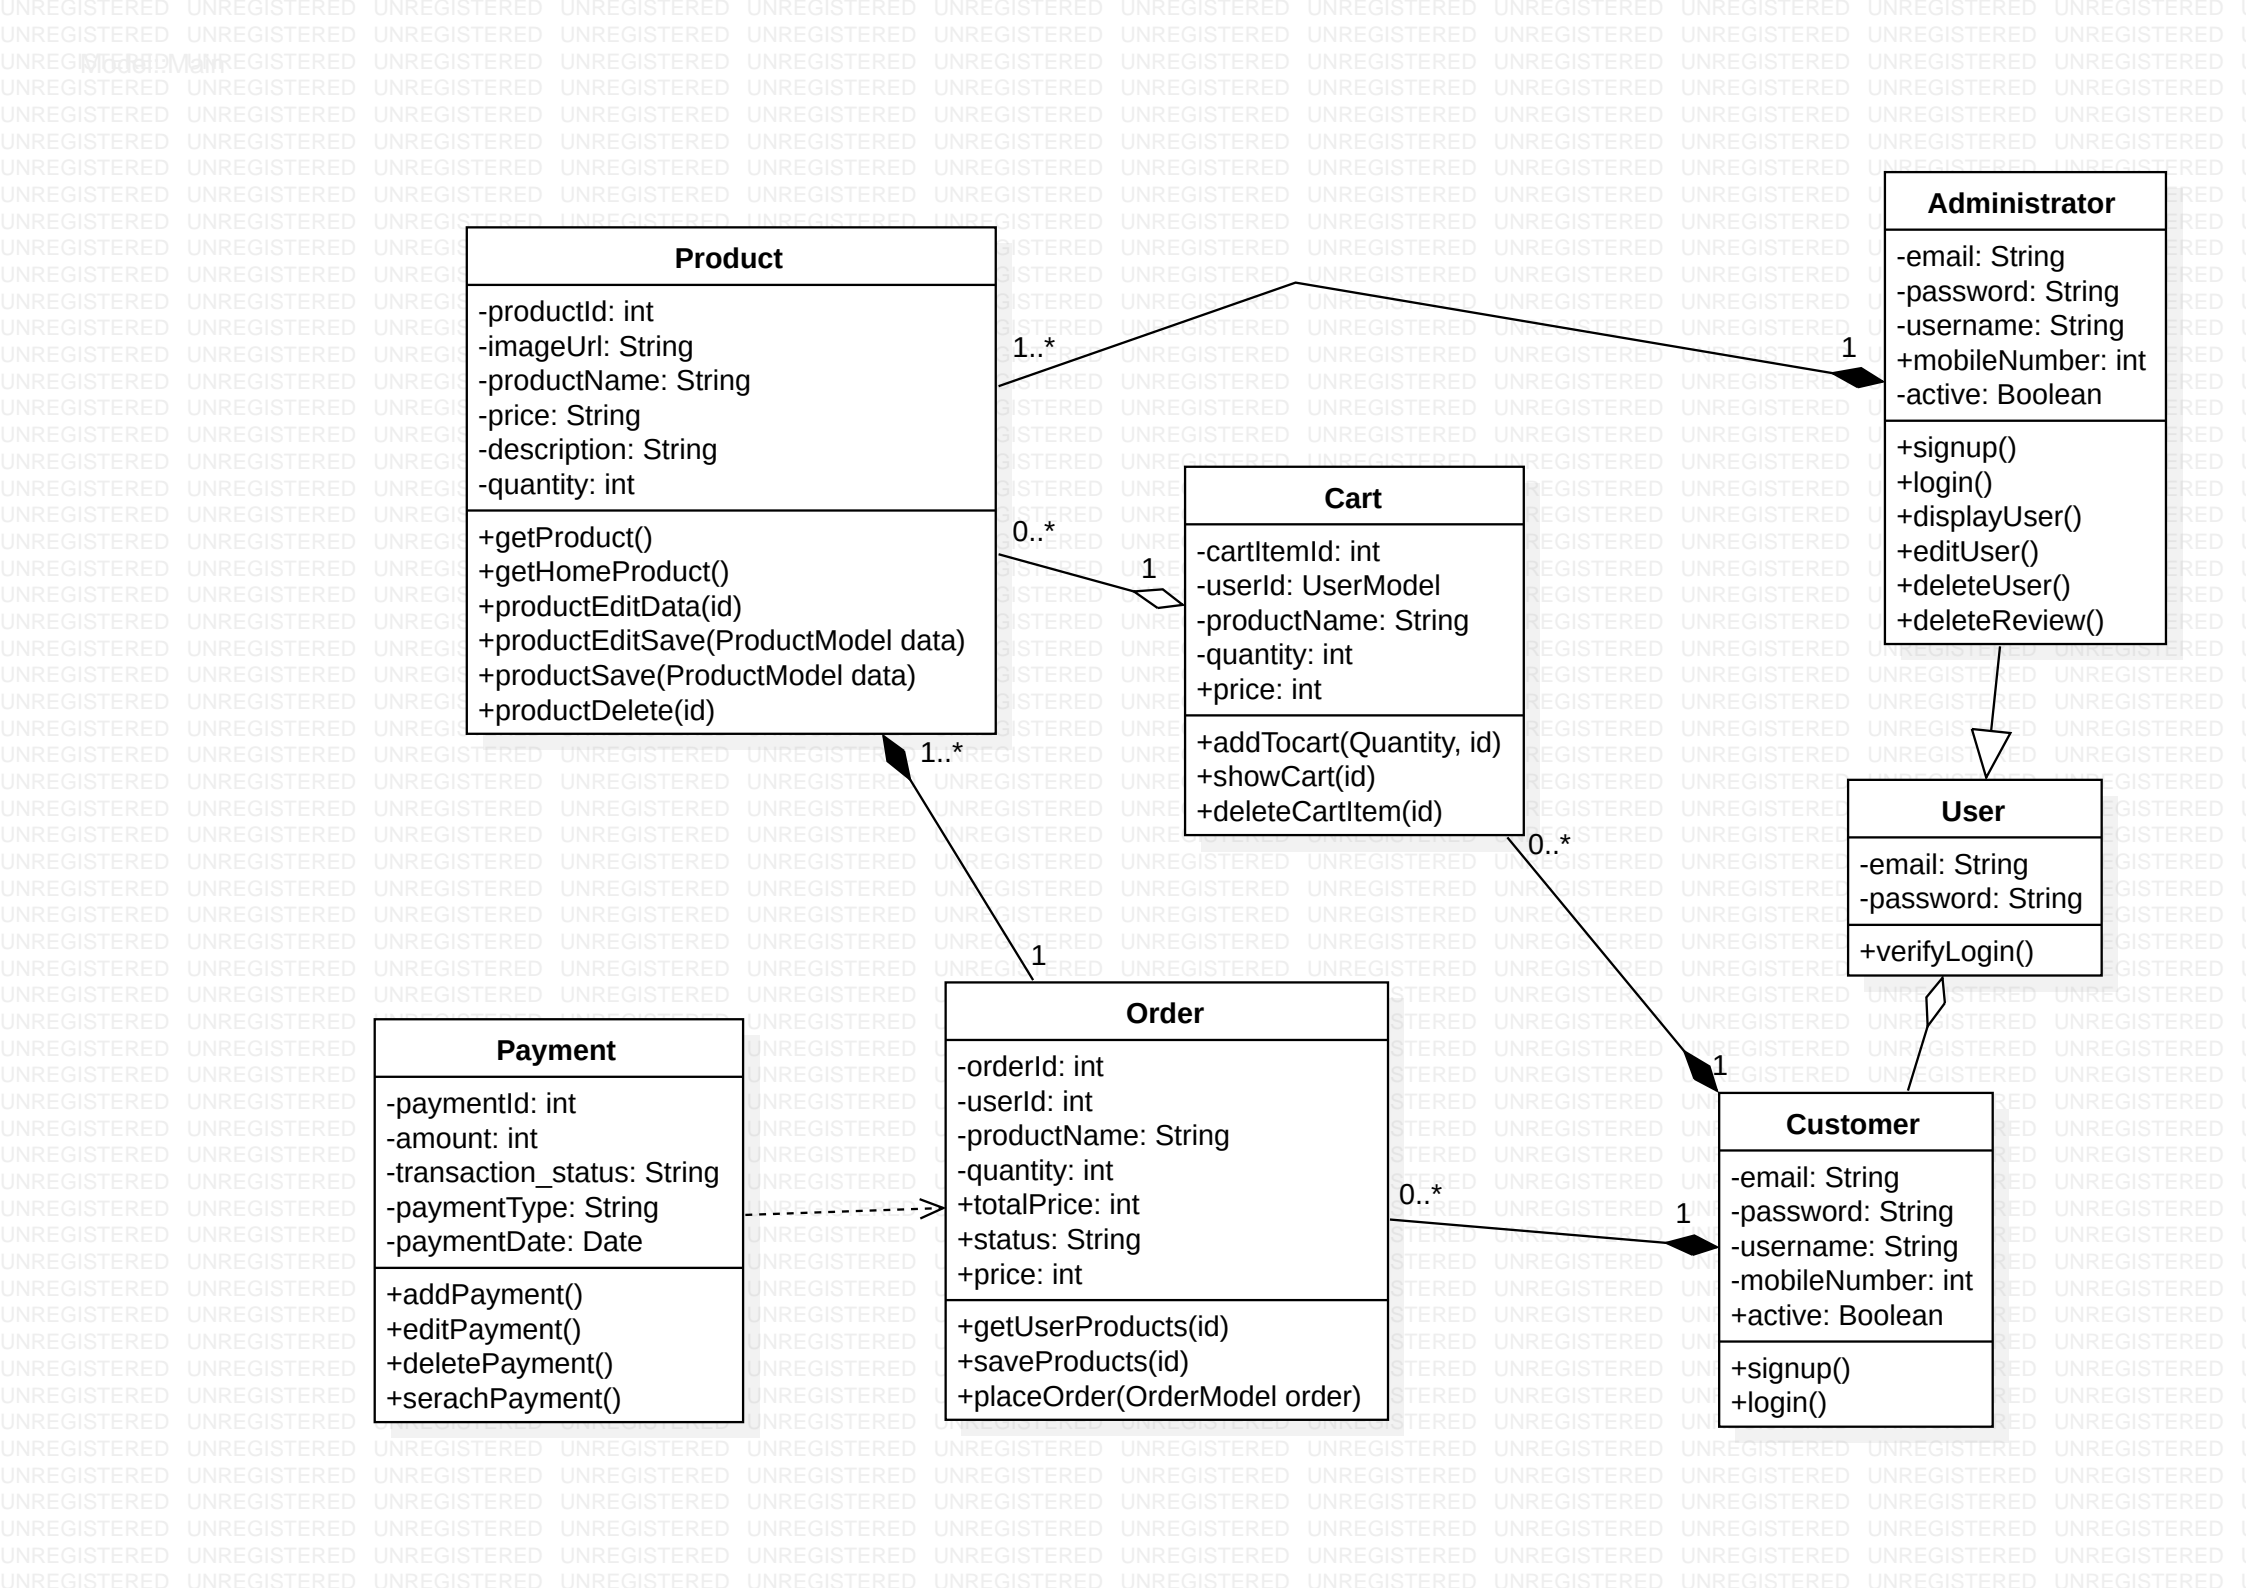 Model::Main
Product
-productId: int
-imageUrl: String
-productName: String
-price: String
-description: String
-quantity: int
+getProduct()
+getHomeProduct()
+productEditData(id)
+productEditSave(ProductModel data)
+productSave(ProductModel data)
+productDelete(id)
1..*
1
0..*
1
1..*
1
Administrator
-email: String
-password: String
-username: String
+mobileNumber: int
-active: Boolean
+signup()
+login()
+displayUser()
+editUser()
+deleteUser()
+deleteReview()
Cart
-cartItemId: int
-userId: UserModel
-productName: String
-quantity: int
+price: int
+addTocart(Quantity, id)
+showCart(id)
+deleteCartItem(id)
0..*
1
User
-email: String
-password: String
+verifyLogin()
Payment
-paymentId: int
-amount: int
-transaction_status: String
-paymentType: String
-paymentDate: Date
+addPayment()
+editPayment()
+deletePayment()
+serachPayment()
Order
-orderId: int
-userId: int
-productName: String
-quantity: int
+totalPrice: int
+status: String
+price: int
+getUserProducts(id)
+saveProducts(id)
+placeOrder(OrderModel order)
0..*
1
Customer
-email: String
-password: String
-username: String
-mobileNumber: int
+active: Boolean
+signup()
+login()
UNREGISTERED